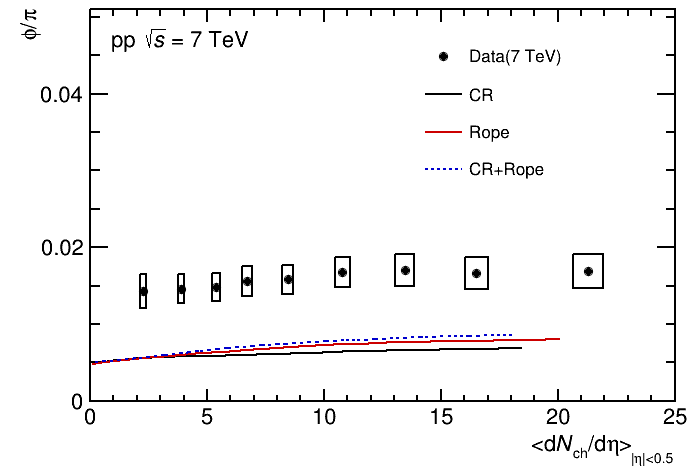 ϕ/π
pp √s = 7 TeV
Data(7 TeV)
CR
Rope
CR+Rope
0.04
0.02
0
0 5 10 15 20 25
<dN_ch/dη>_|η|<0.5